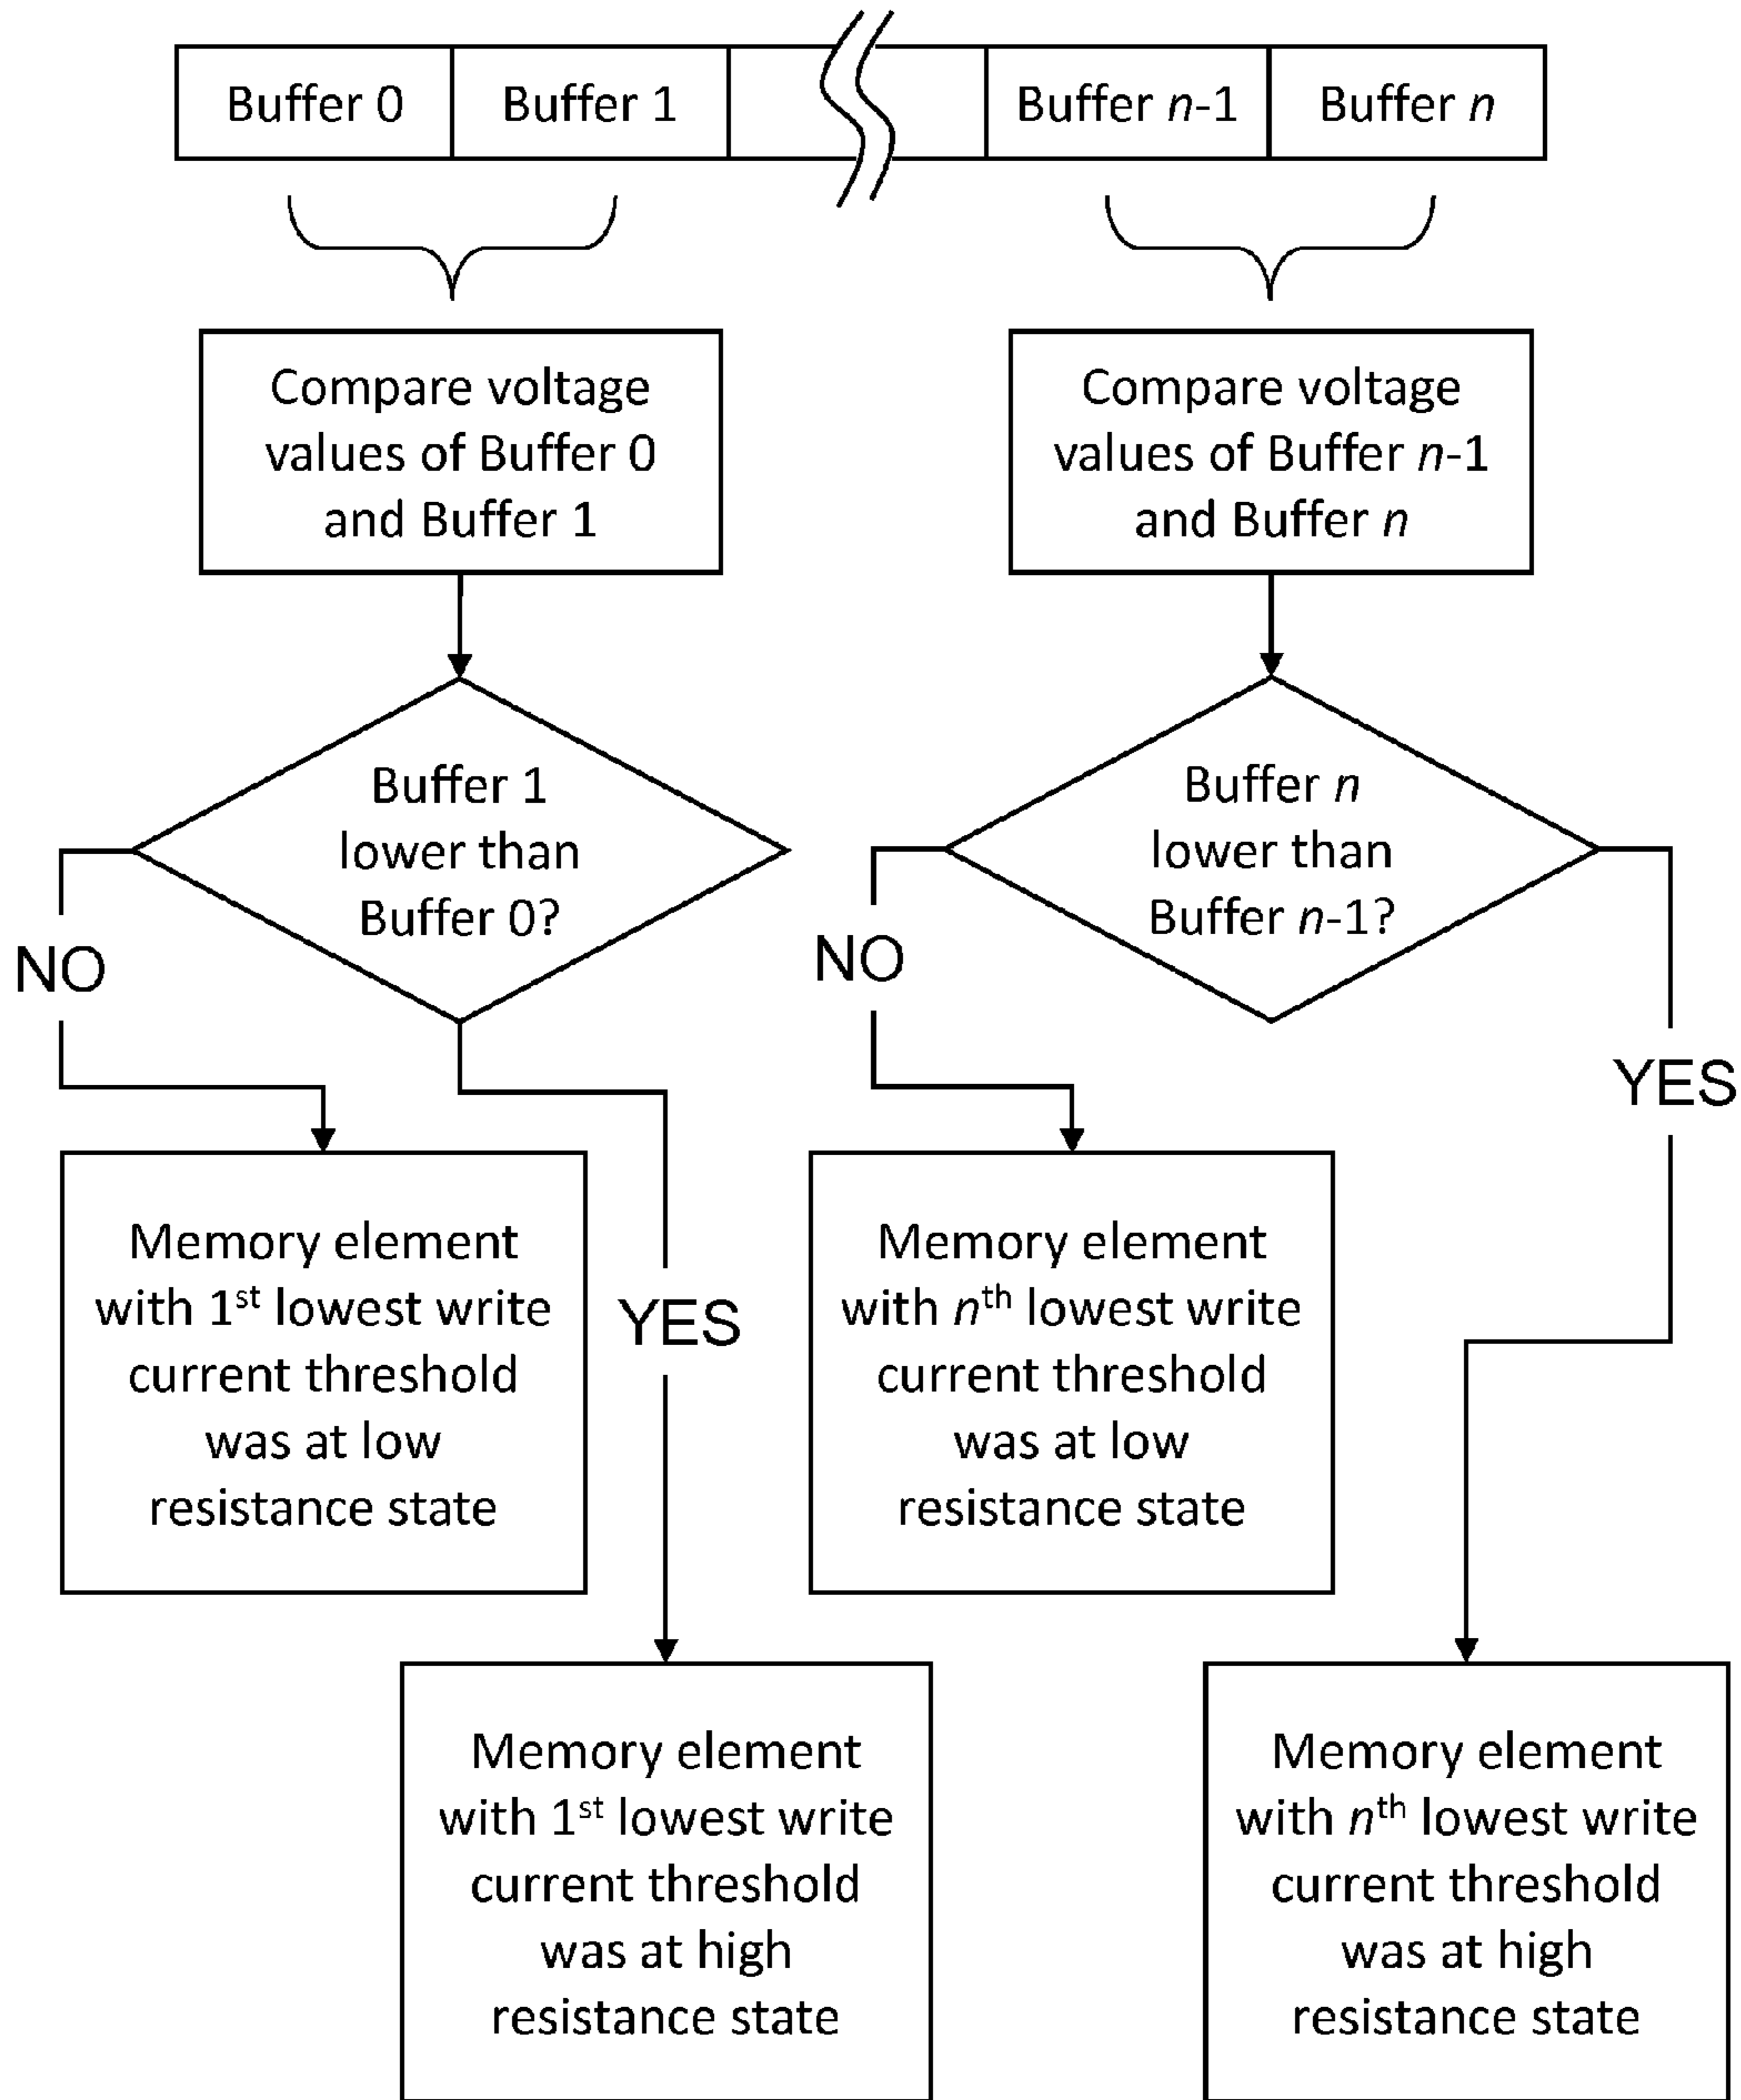 Buffer 0
Buffer 1
Buffer n-1
Buffer n
Compare voltage
values of Buffer 0
and Buffer 1
Compare voltage
values of Buffer n-1
and Buffer n
Buffer 1
lower than
Buffer 0?
Buffer n
lower than
Buffer n-1?
NO
NO
YES
Memory element
with 1st lowest write
current threshold
was at low
resistance state
YES
Memory element
with nth lowest write
current threshold
was at low
resistance state
Memory element
with 1st lowest write
current threshold
was at high
resistance state
Memory element
with nth lowest write
current threshold
was at high
resistance state